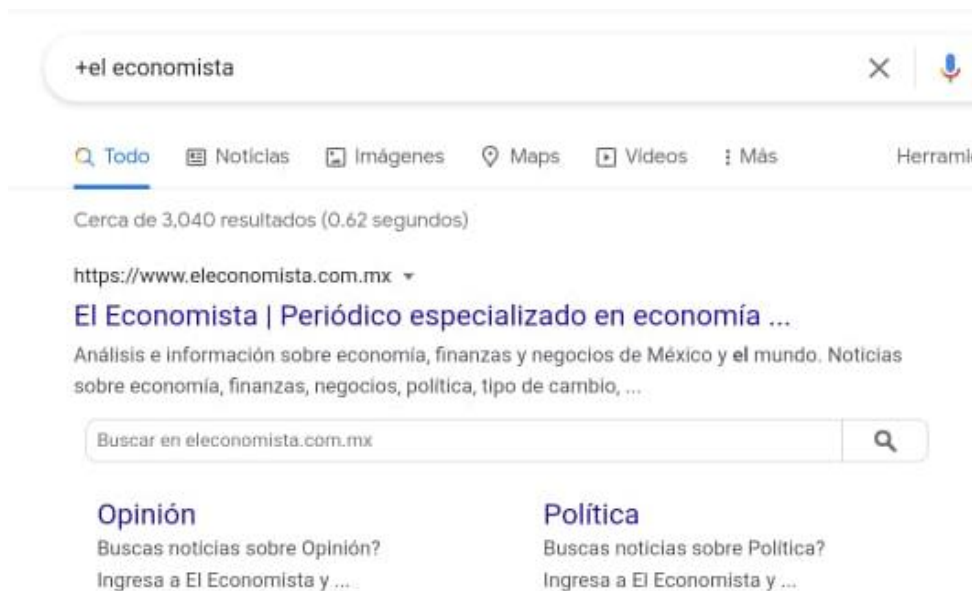 +el economista
Todo Noticias Imágenes Maps Videos Más
Cerca de 3,040 resultados (0.62 segundos)
https://www.eleconomista.com.mx
El Economista | Periódico especializado en economía ...
Análisis e información sobre economía, finanzas y negocios de México y el mundo. Noticias
sobre economía, finanzas, negocios, política, tipo de cambio, ...
Buscar en eleconomista.com.mx
Opinión
Buscas noticias sobre Opinión?
Ingresa a El Economista y ...
Política
Buscas noticias sobre Política?
Ingresa a El Economista y ...